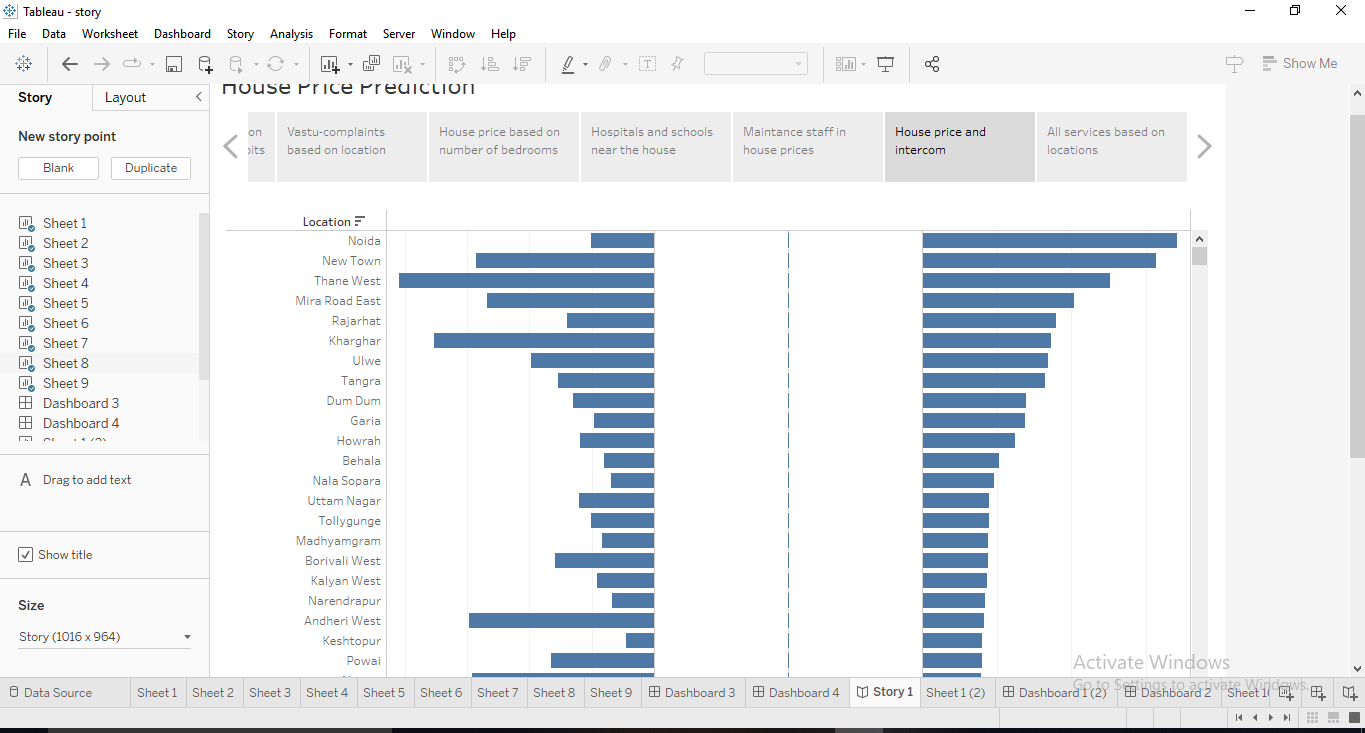 Tableau - story
File Data Worksheet Dashboard Story Analysis Format Server Window Help
Show Me
Story Layout
New story point
Blank Duplicate
Sheet 1
Sheet 2
Sheet 3
Sheet 4
Sheet 5
Sheet 6
Sheet 7
Sheet 8
Sheet 9
Dashboard 3
Dashboard 4
A Drag to add text
Show title
Size
Story (1016 x 964)
House Price Prediction
on
Vastu-complaints
based on location
House price based on
number of bedrooms
Hospitals and schools
near the house
Maintance staff in
house prices
House price and
intercom
All services based on
locations
Location
Noida
New Town
Thane West
Mira Road East
Rajarhat
Kharghar
Ulwe
Tangra
Dum Dum
Garia
Howrah
Behala
Nala Sopara
Uttam Nagar
Tollygunge
Madhyamgram
Borivali West
Kalyan West
Narendrapur
Andheri West
Keshtopur
Powai
Activate Windows
Go to Settings to activate Windows.
Data Source Sheet 1 Sheet 2 Sheet 3 Sheet 4 Sheet 5 Sheet 6 Sheet 7 Sheet 8 Sheet 9 Dashboard 3 Dashboard 4 Story 1 Sheet 1 (2) Dashboard 1 (2) Dashboard 2 Sheet 1